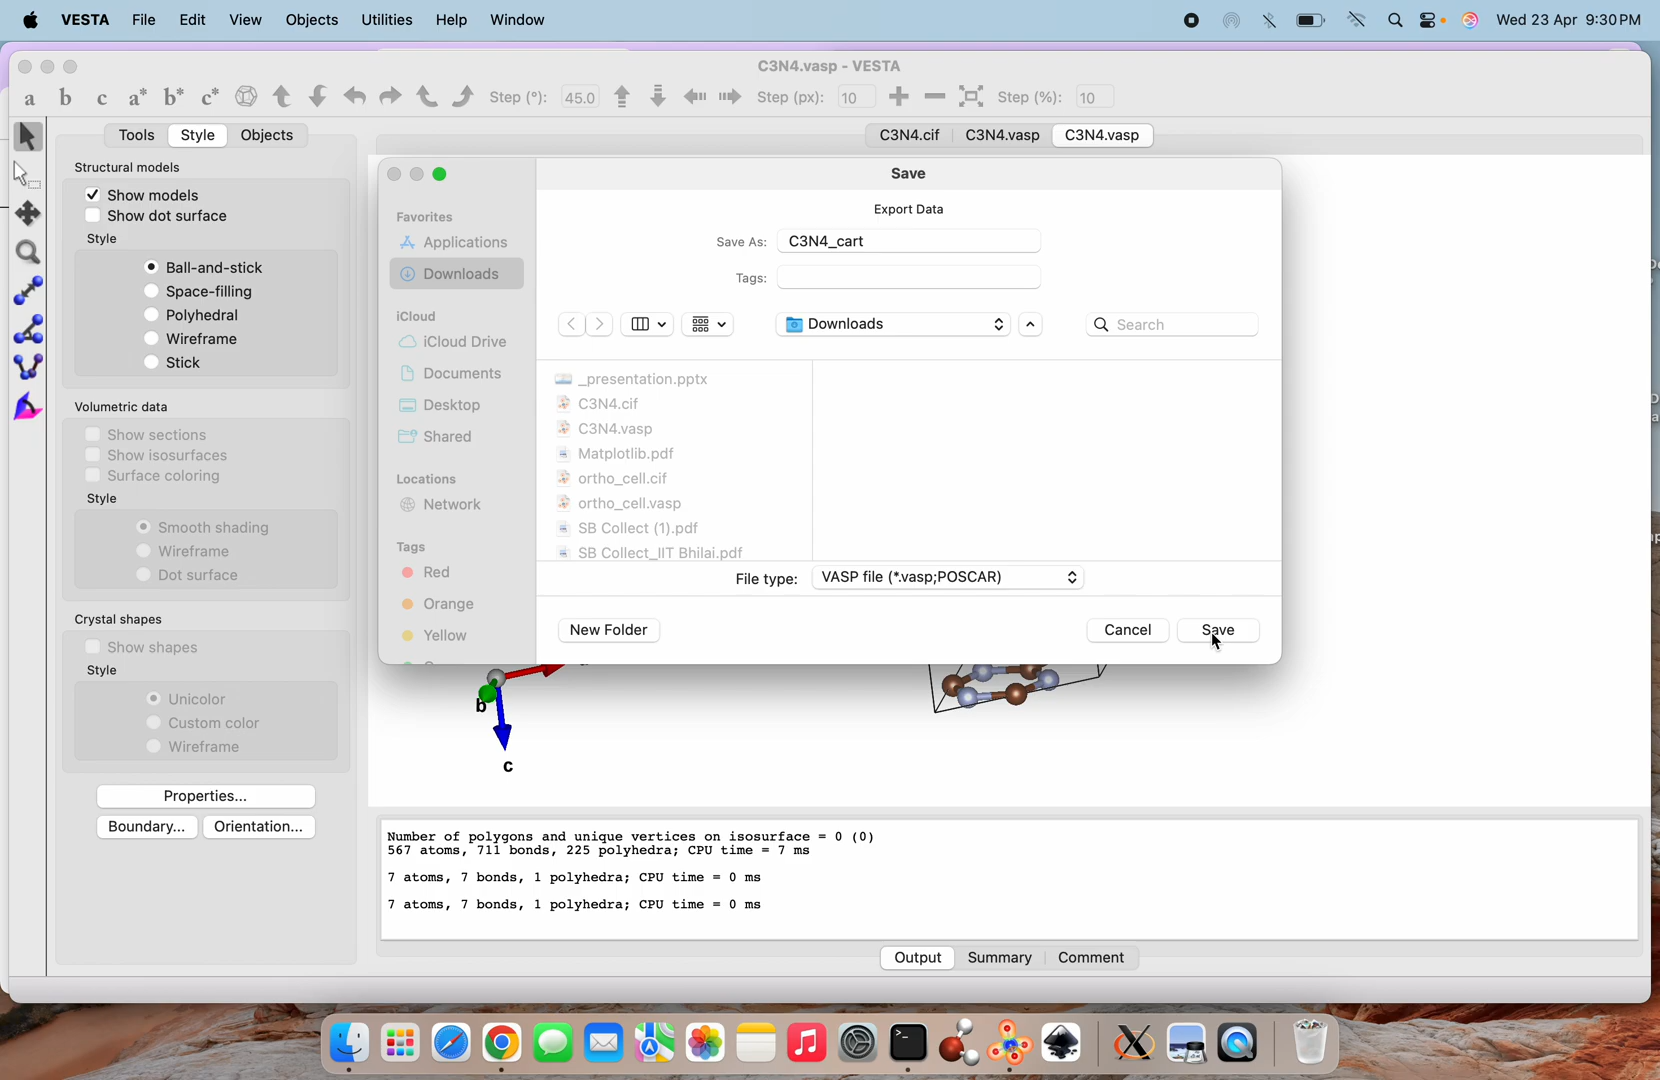 VESTA File Edit View Objects Utilities Help Window Wed 23 Apr 9:30 PM
C3N4.vasp - VESTA
a b c a* b* c* Step (°): 45.0 Step (px): 10 Step (%): 10
Tools Style Objects C3N4.cif C3N4.vasp C3N4.vasp
Structural models
Show models
Show dot surface
Style
Ball-and-stick
Space-filling
Polyhedral
Wireframe
Stick
Volumetric data
Show sections
Show isosurfaces
Surface coloring
Style
Smooth shading
Wireframe
Dot surface
Crystal shapes
Show shapes
Style
Unicolor
Custom color
Wireframe
Properties...
Boundary... Orientation...
Save
Export Data
Save As: C3N4_cart
Tags:
Downloads Search
Favorites
Applications
Downloads
iCloud
iCloud Drive
Documents
Desktop
Shared
Locations
Network
Tags
Red
Orange
Yellow
_presentation.pptx
C3N4.cif
C3N4.vasp
Matplotlib.pdf
ortho_cell.cif
ortho_cell.vasp
SB Collect (1).pdf
SB Collect_IIT Bhilai.pdf
File type: VASP file (*.vasp;POSCAR)
New Folder Cancel Save
b
c
Number of polygons and unique vertices on isosurface = 0 (0)
567 atoms, 711 bonds, 225 polyhedra; CPU time = 7 ms
7 atoms, 7 bonds, 1 polyhedra; CPU time = 0 ms
7 atoms, 7 bonds, 1 polyhedra; CPU time = 0 ms
Output Summary Comment